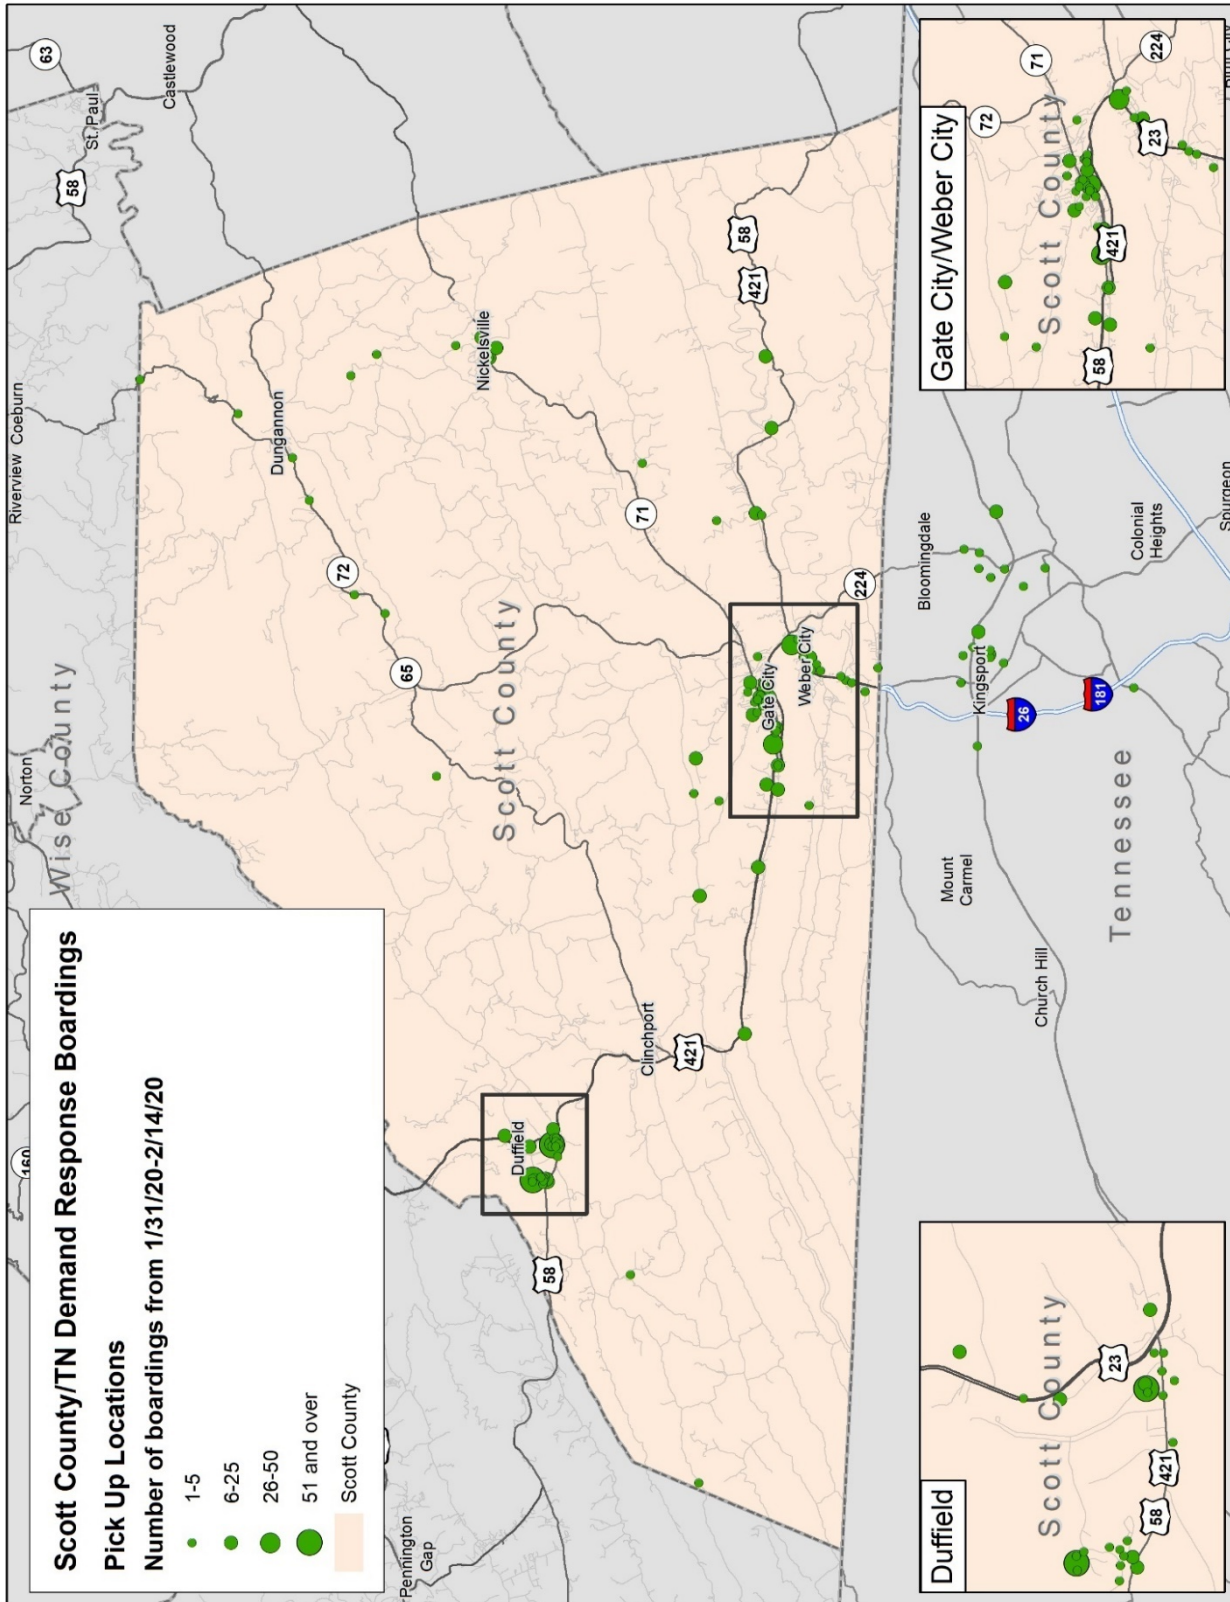 Scott County/TN Demand Response Boardings
Pick Up Locations
Number of boardings from 1/31/20-2/14/20
1-5
6-25
26-50
51 and over
Scott County
Norton
Wise County
Riverview
Coeburn
58
St. Paul
63
Castlewood
160
Dungannon
72
65
Scott County
Nickelsville
71
Pennington
Gap
58
Duffield
Clinchport
421
421
58
Gate City
Weber City
224
Church Hill
Mount
Carmel
Tennessee
Kingsport
26
181
Bloomingdale
Colonial
Heights
Spurgeon
Duffield
Scott County
23
58
421
Gate City/Weber City
Scott County
58
421
71
72
23
224